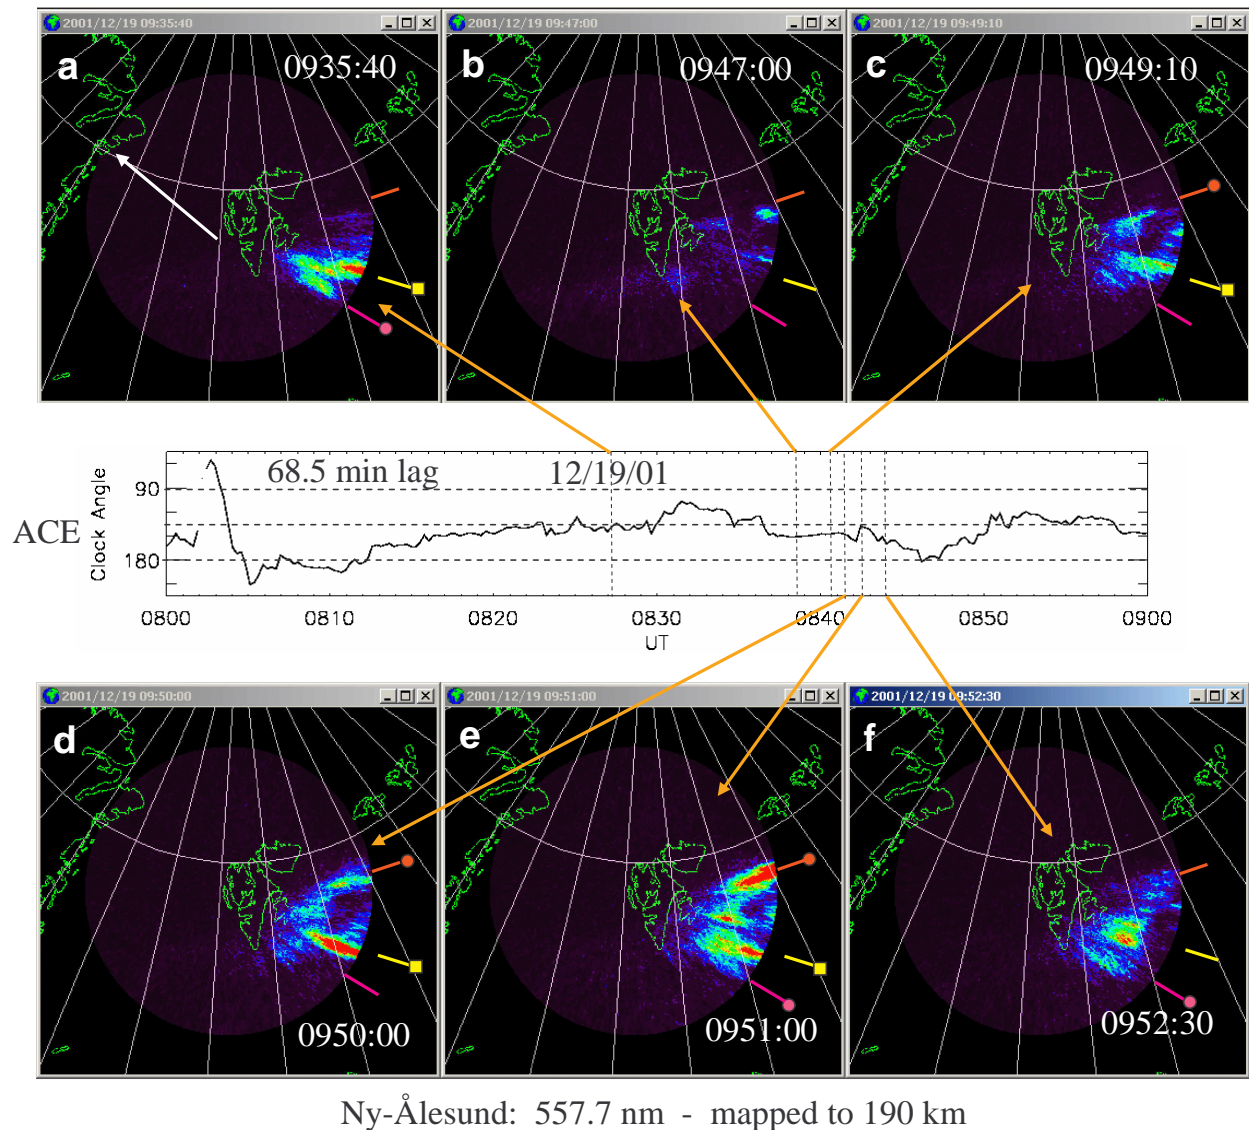 2001/12/19 09:35:40
2001/12/19 09:47:00
2001/12/19 09:49:10
a
0935:40
b
0947:00
c
0949:10
68.5 min lag
12/19/01
ACE
Clock Angle
90
180
0800
0810
0820
0830
0840
0850
0900
UT
2001/12/19 09:50:00
2001/12/19 09:51:00
2001/12/19 09:52:30
d
0950:00
e
0951:00
f
0952:30
Ny-Ålesund: 557.7 nm - mapped to 190 km